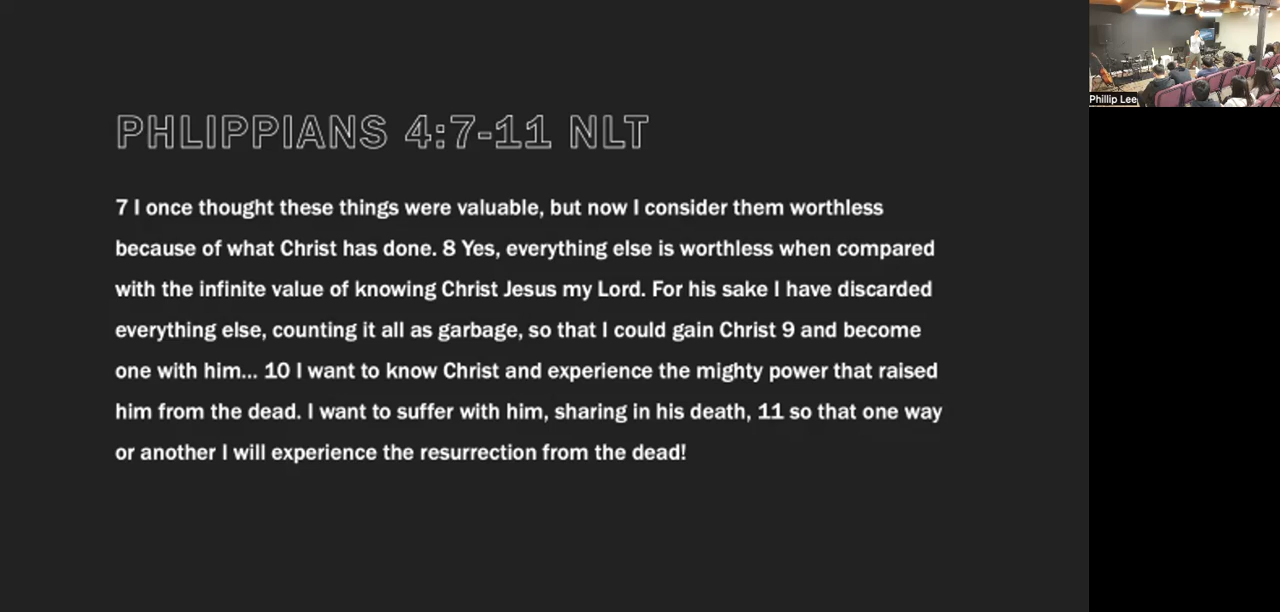 PHLIPPIANS 4:7-11 NLT
7 I once thought these things were valuable, but now I consider them worthless
because of what Christ has done. 8 Yes, everything else is worthless when compared
with the infinite value of knowing Christ Jesus my Lord. For his sake I have discarded
everything else, counting it all as garbage, so that I could gain Christ 9 and become
one with him... 10 I want to know Christ and experience the mighty power that raised
him from the dead. I want to suffer with him, sharing in his death, 11 so that one way
or another I will experience the resurrection from the dead!
Phillip Lee